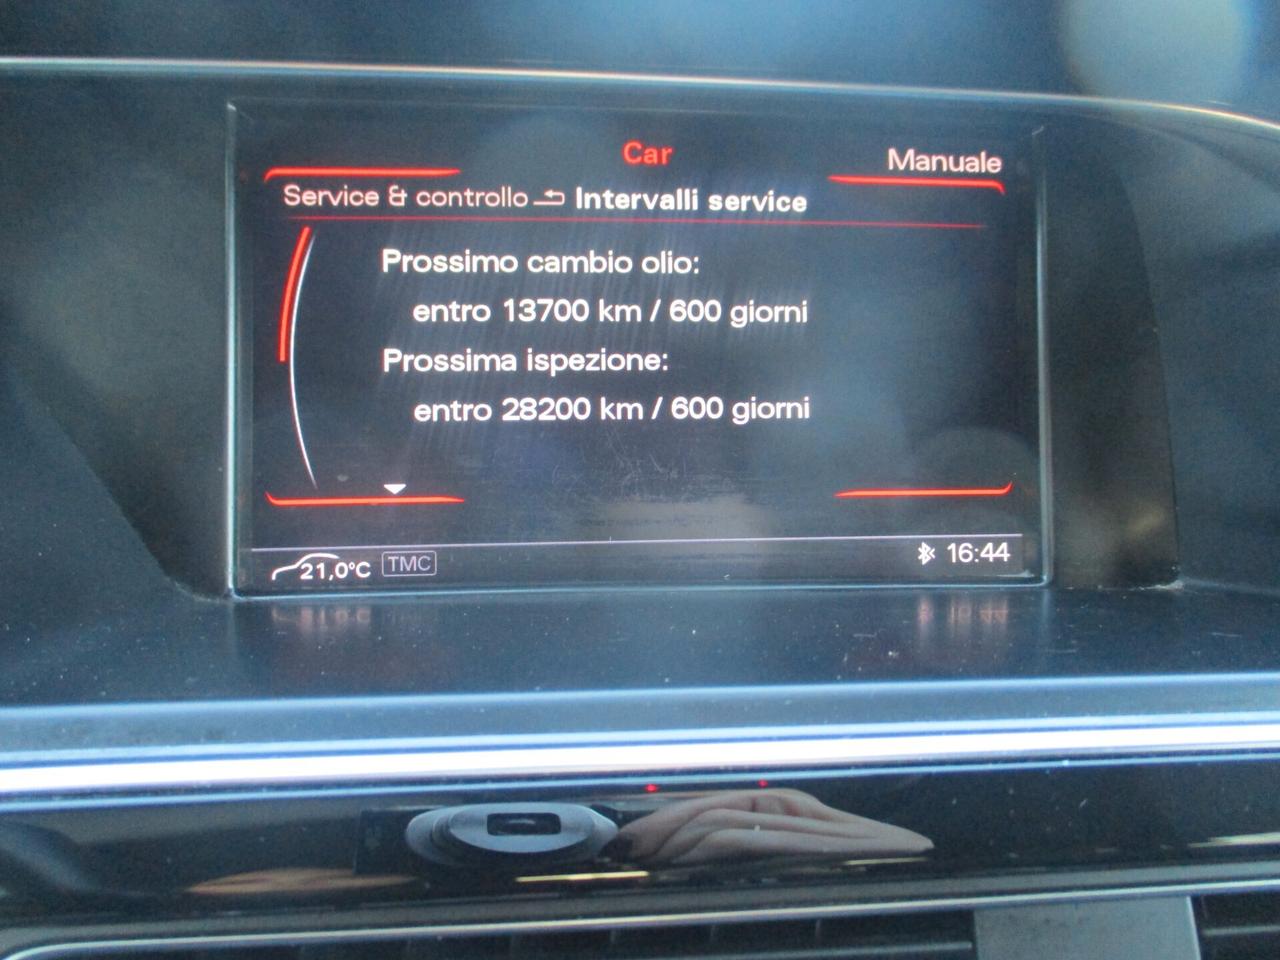 Car
Manuale
Service & controllo Intervalli service
Prossimo cambio olio:
entro 13700 km / 600 giorni
Prossima ispezione:
entro 28200 km / 600 giorni
21,0°C TMC 16:44